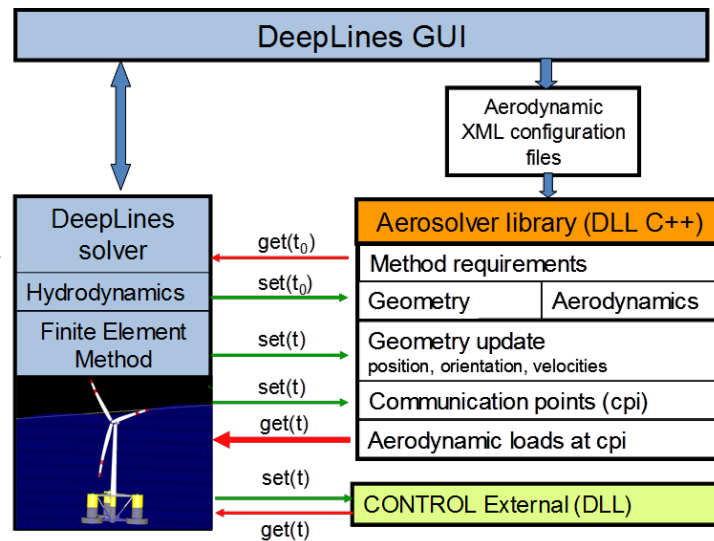 DeepLines GUI
Aerodynamic
XML configuration
files
DeepLines
solver
Hydrodynamics
Finite Element
Method
get(t₀)
set(t₀)
set(t)
set(t)
get(t)
set(t)
get(t)
Aerosolver library (DLL C++)
Method requirements
Geometry
Aerodynamics
Geometry update
position, orientation, velocities
Communication points (cpi)
Aerodynamic loads at cpi
CONTROL External (DLL)